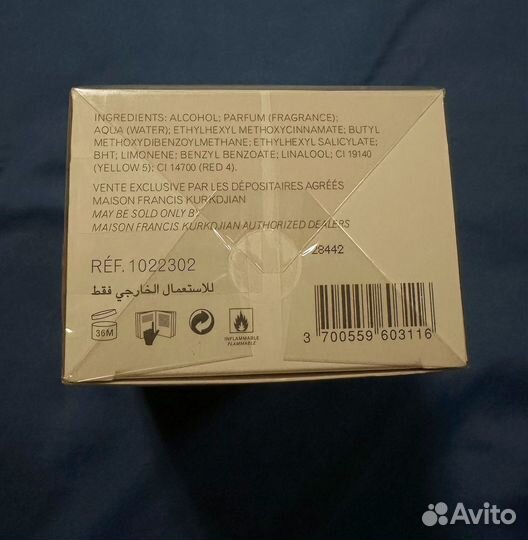 INGREDIENTS: ALCOHOL; PARFUM (FRAGRANCE);
AQUA (WATER); ETHYLHEXYL METHOXYCINNAMATE; BUTYL
METHOXYDIBENZOYLMETHANE; ETHYLHEXYL SALICYLATE;
BHT; LIMONENE; BENZYL BENZOATE; LINALOOL; CI 19140
(YELLOW 5); CI 14700 (RED 4).
VENTE EXCLUSIVE PAR LES DÉPOSITAIRES AGRÉÉS
MAISON FRANCIS KURKDJIAN
MAY BE SOLD ONLY BY
MAISON FRANCIS KURKDJIAN AUTHORIZED DEALERS
28442
RÉF. 1022302
للاستعمال الخارجي فقط
36M
INFLAMMABLE
FLAMMABLE
3 700559 603116
Avito